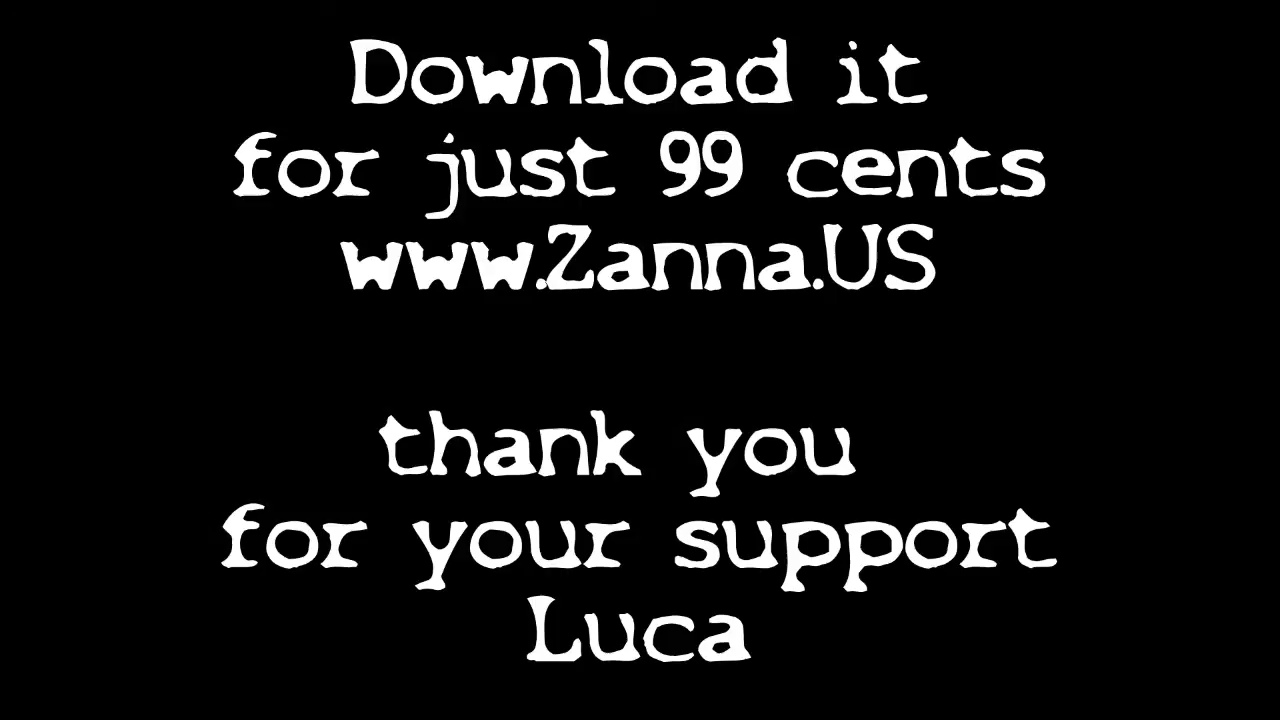 Download it
for just 99 cents
www.Zanna.US
thank you
for your support
Luca